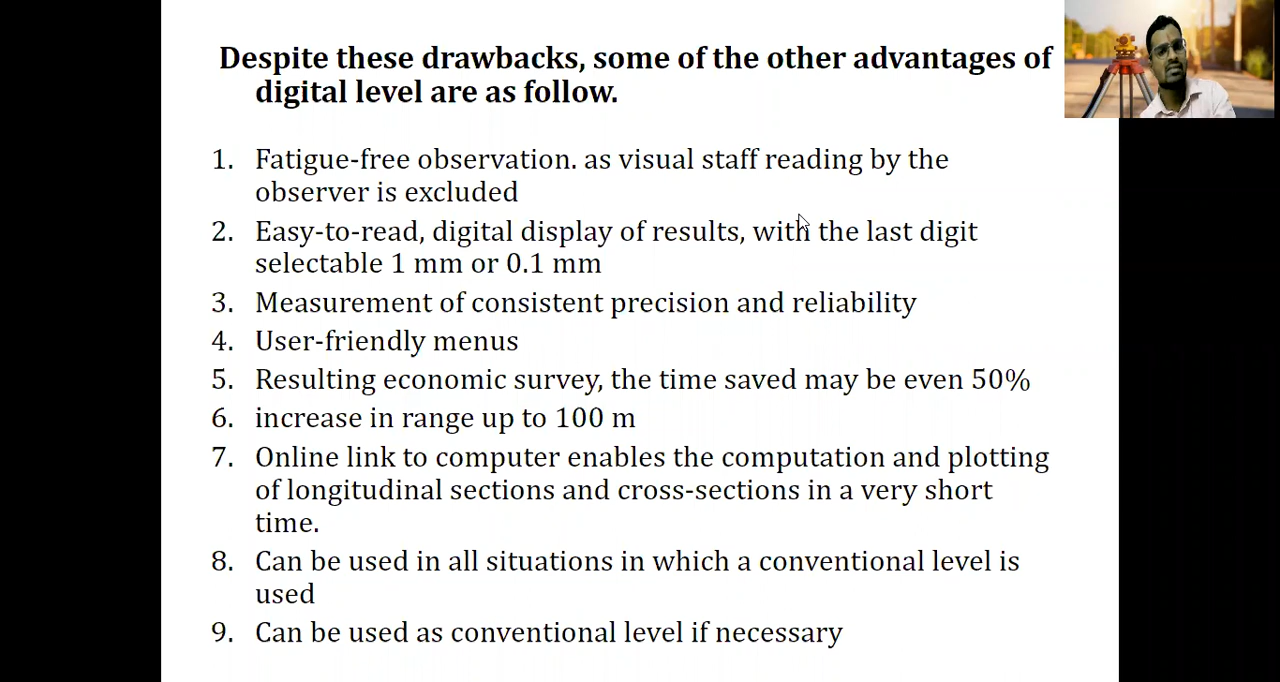 Despite these drawbacks, some of the other advantages of
digital level are as follow.
1. Fatigue-free observation. as visual staff reading by the
observer is excluded
2. Easy-to-read, digital display of results, with the last digit
selectable 1 mm or 0.1 mm
3. Measurement of consistent precision and reliability
4. User-friendly menus
5. Resulting economic survey, the time saved may be even 50%
6. increase in range up to 100 m
7. Online link to computer enables the computation and plotting
of longitudinal sections and cross-sections in a very short
time.
8. Can be used in all situations in which a conventional level is
used
9. Can be used as conventional level if necessary